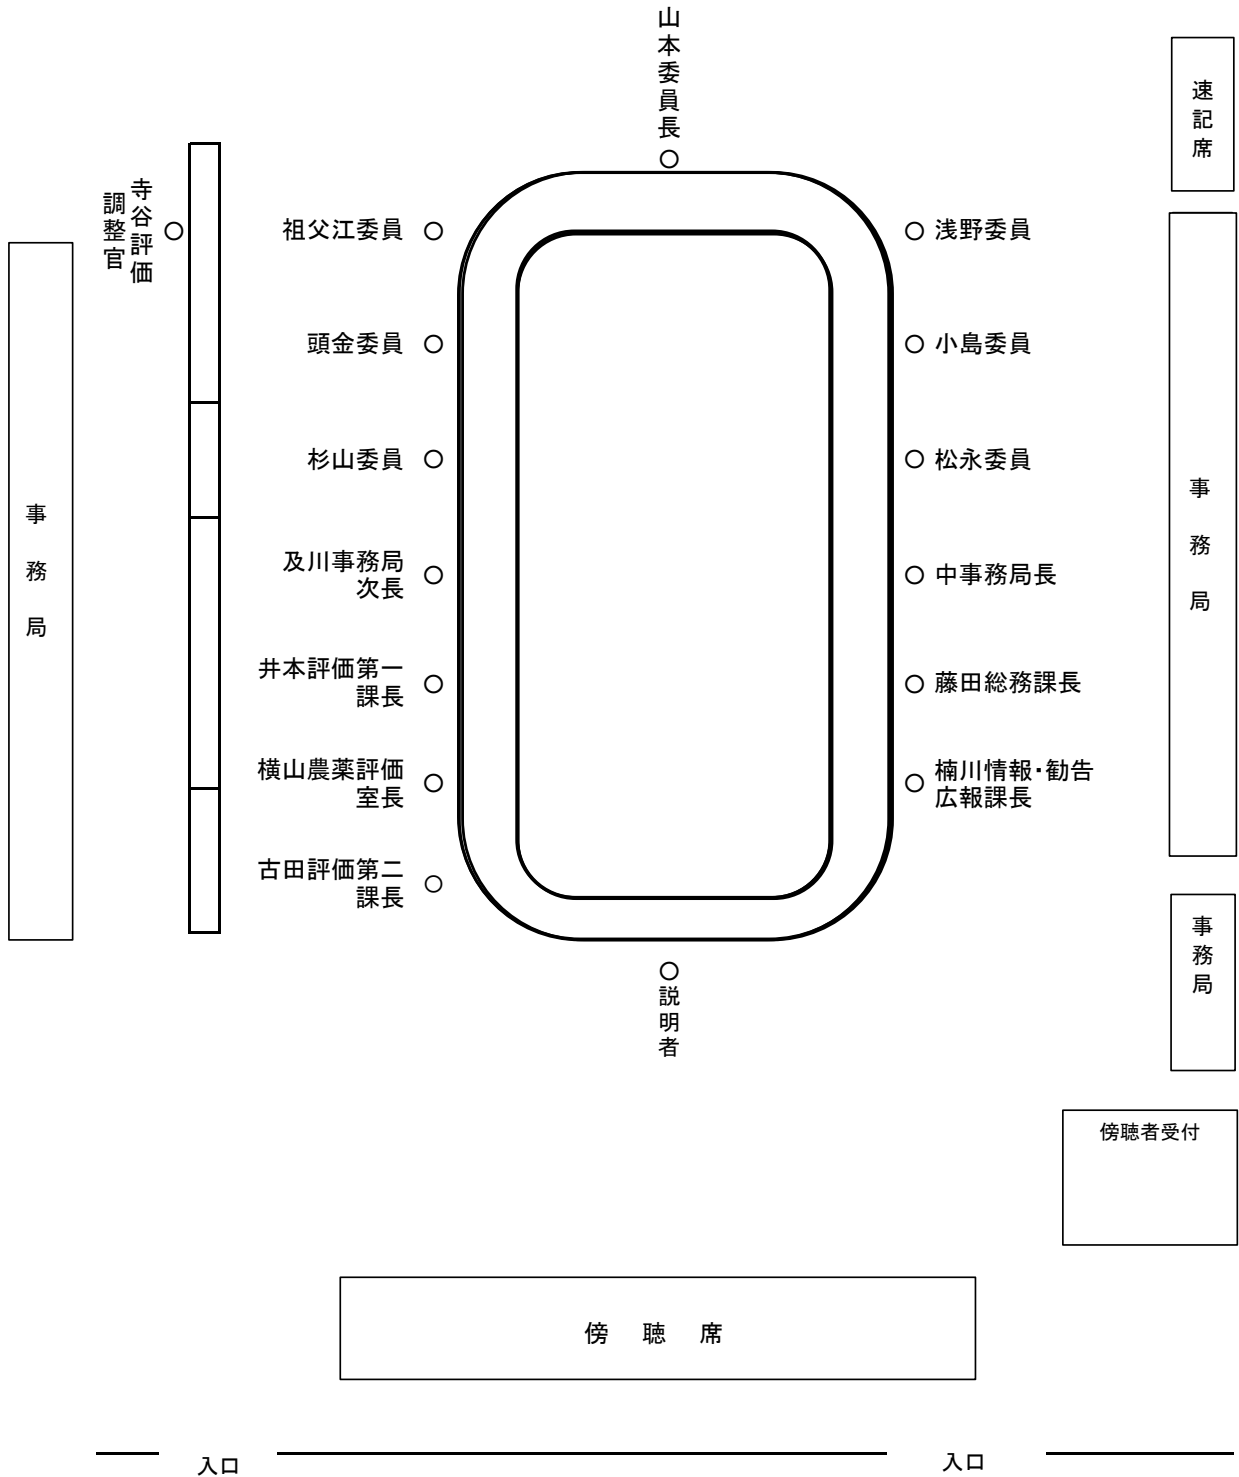 山本委員長
速記席
寺谷評価
調整官
祖父江委員
浅野委員
頭金委員
小島委員
杉山委員
松永委員
事務局
事務局
及川事務局
次長
中事務局長
井本評価第一
課長
藤田総務課長
横山農薬評価
室長
楠川情報・勧告
広報課長
古田評価第二
課長
事務局
説明者
傍聴者受付
傍聴席
入口
入口